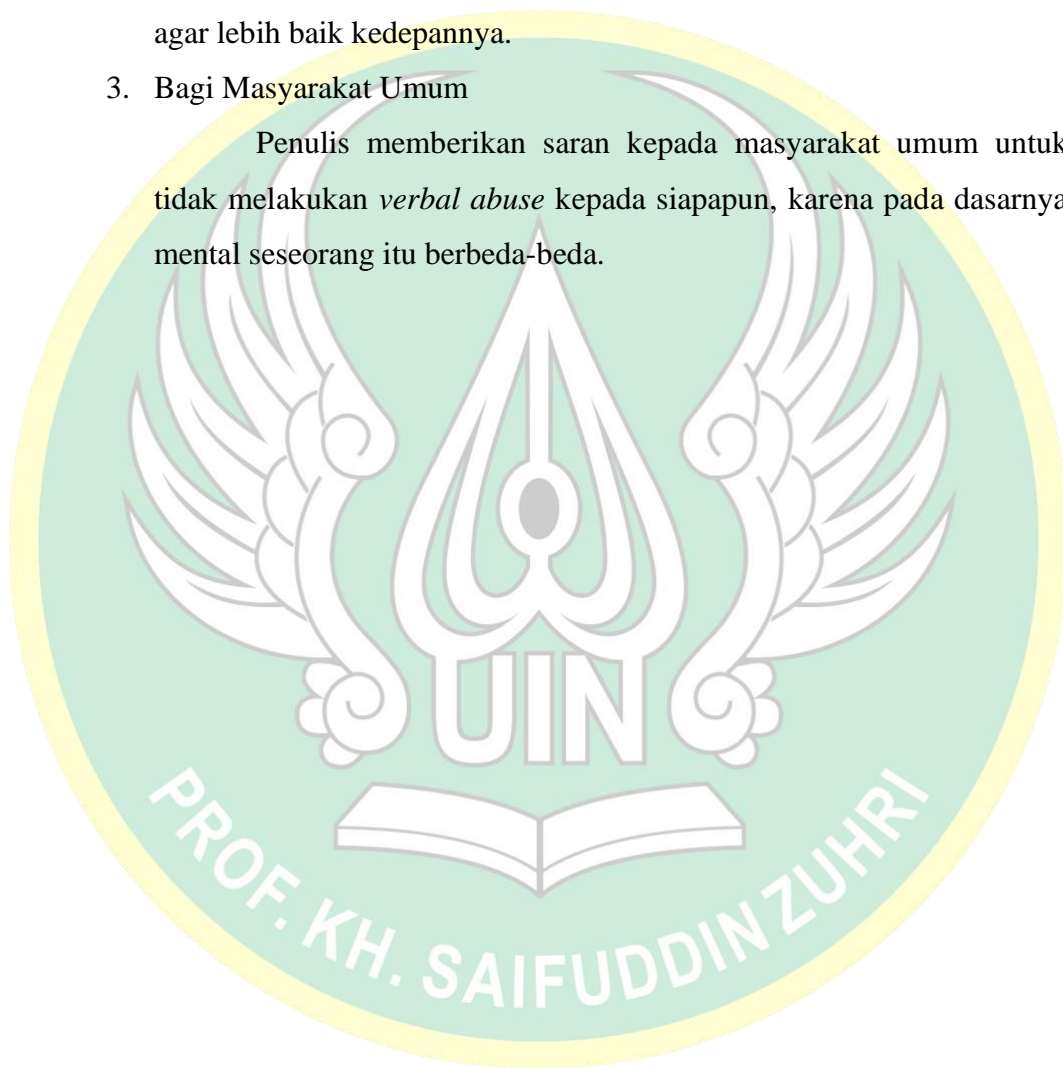 agar lebih baik kedepannya.
3. Bagi Masyarakat Umum
Penulis memberikan saran kepada masyarakat umum untuk
tidak melakukan verbal abuse kepada siapapun, karena pada dasarnya
mental seseorang itu berbeda-beda.
UIN
PROF. KH. SAIFUDDIN ZUHRI